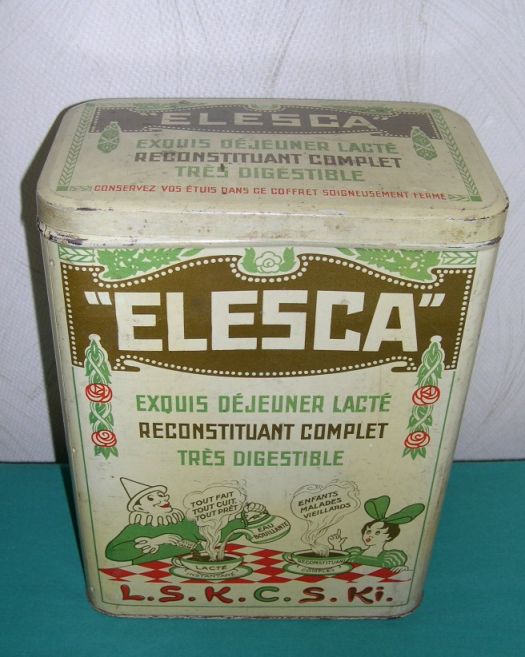 "ELESCA"
EXQUIS DÉJEUNER LACTÉ
RECONSTITUANT COMPLET
TRÈS DIGESTIBLE
CONSERVEZ VOS ÉTUIS DANS CE COFFRET SOIGNEUSEMENT FERMÉ
"ELESCA"
EXQUIS DÉJEUNER LACTÉ
RECONSTITUANT COMPLET
TRÈS DIGESTIBLE
TOUT FAIT
TOUT CUIT
TOUT PRÊT
EAU
BOUILLANTE
ENFANTS
MALADES
VIEILLARDS
LACTÉ
INSTANTANÉ
RECONSTITUANT
COMPLET
L.S.K.C.S.Ki.